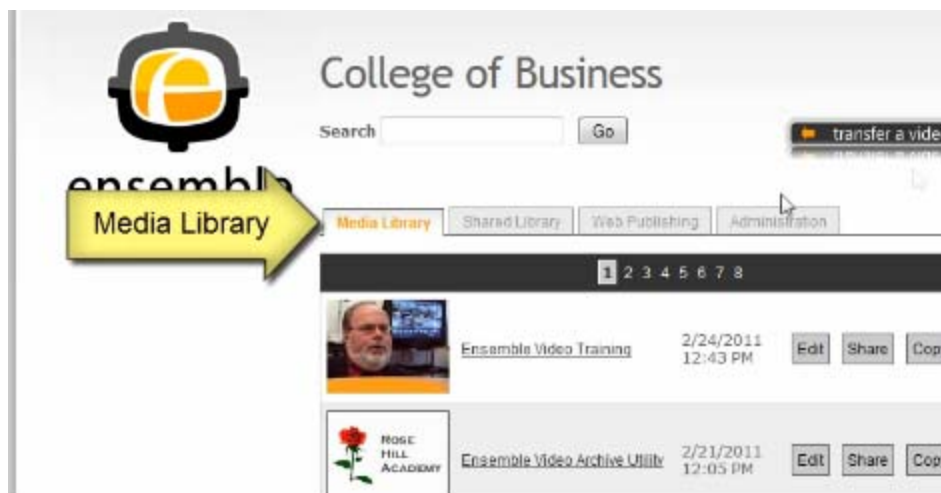 College of Business
Search Go
transfer a vide
ensemble
Media Library
Media Library Shared Library Web Publishing Administration
1 2 3 4 5 6 7 8
Ensemble Video Training 2/24/2011 12:43 PM Edit Share Cop
ROSE HILL ACADEMY
Ensemble Video Archive Utility 2/21/2011 12:05 PM Edit Share Cop